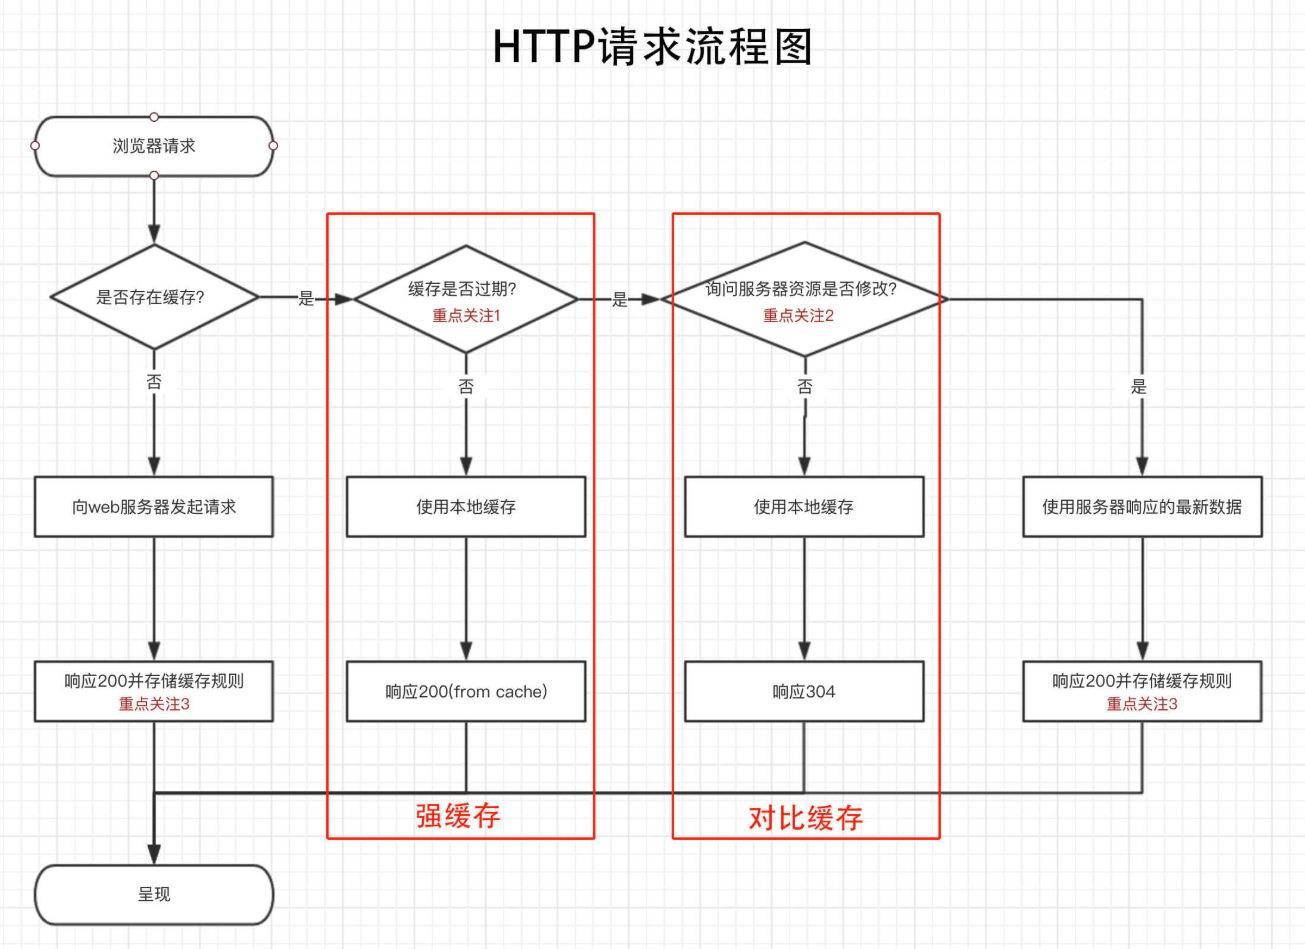 HTTP请求流程图
浏览器请求
是否存在缓存?
是
缓存是否过期?
重点关注1
是
询问服务器资源是否修改?
重点关注2
否
否
否
是
向web服务器发起请求
使用本地缓存
使用本地缓存
使用服务器响应的最新数据
响应200并存储缓存规则
重点关注3
响应200(from cache)
响应304
响应200并存储缓存规则
重点关注3
强缓存
对比缓存
呈现